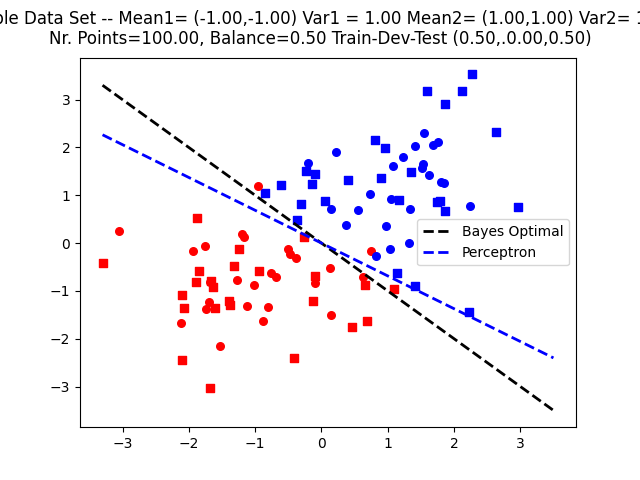 ple Data Set -- Mean1= (-1.00,-1.00) Var1 = 1.00 Mean2= (1.00,1.00) Var2= 1
Nr. Points=100.00, Balance=0.50 Train-Dev-Test (0.50,.0.00,0.50)
3
2
1
0
−1
−2
−3
Bayes Optimal
Perceptron
−3 −2 −1 0 1 2 3